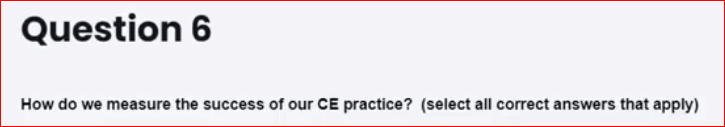 Question 6
How do we measure the success of our CE practice?  (select all correct answers that apply)